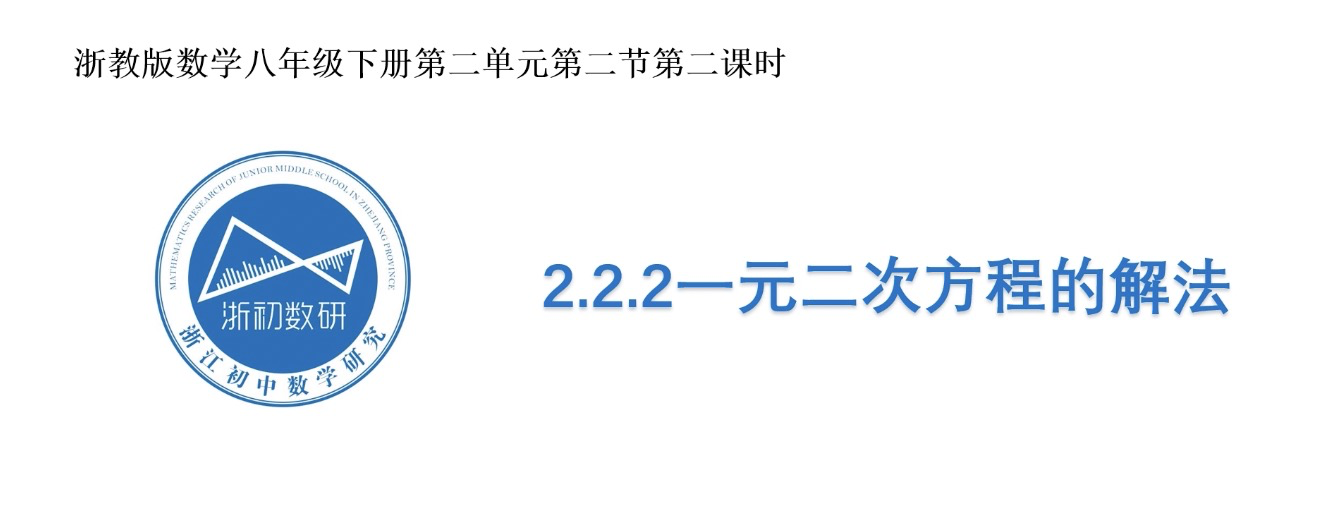 浙教版数学八年级下册第二单元第二节第二课时
MATHEMATICS RESEARCH OF JUNIOR MIDDLE SCHOOL IN ZHEJIANG PROVINCE
浙初数研
浙江初中数学研究
2.2.2一元二次方程的解法